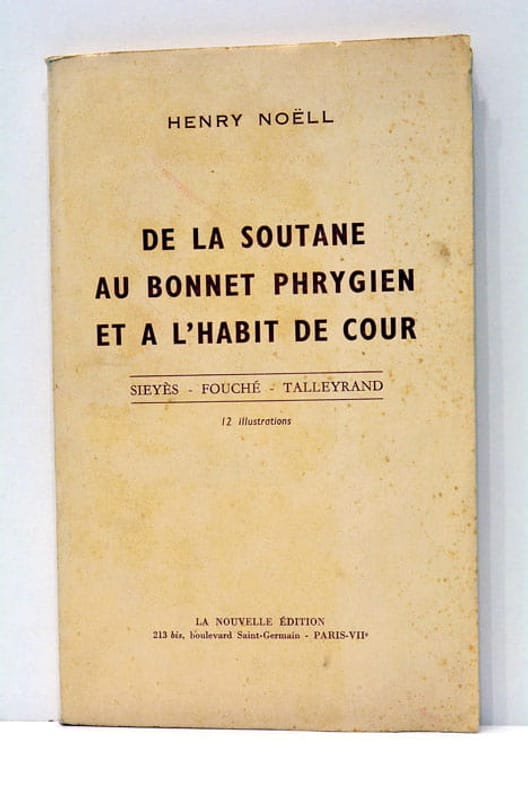 HENRY NOËLL
DE LA SOUTANE
AU BONNET PHRYGIEN
ET A L'HABIT DE COUR
SIEYÈS - FOUCHÉ - TALLEYRAND
12 illustrations
LA NOUVELLE ÉDITION
213 bis, boulevard Saint-Germain - PARIS-VIIe